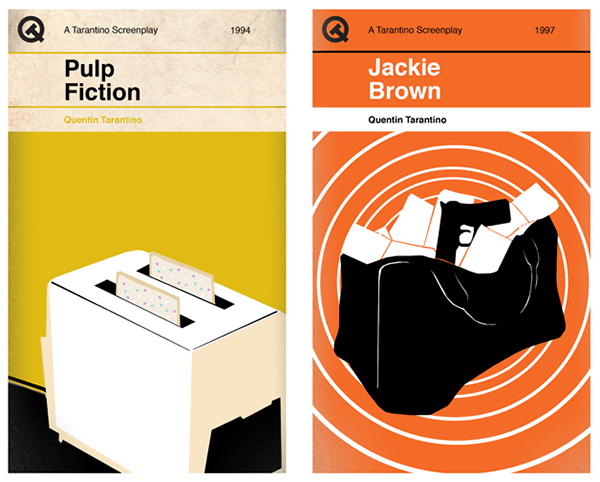 A Tarantino Screenplay 1994
Pulp
Fiction
Quentin Tarantino
A Tarantino Screenplay 1997
Jackie
Brown
Quentin Tarantino